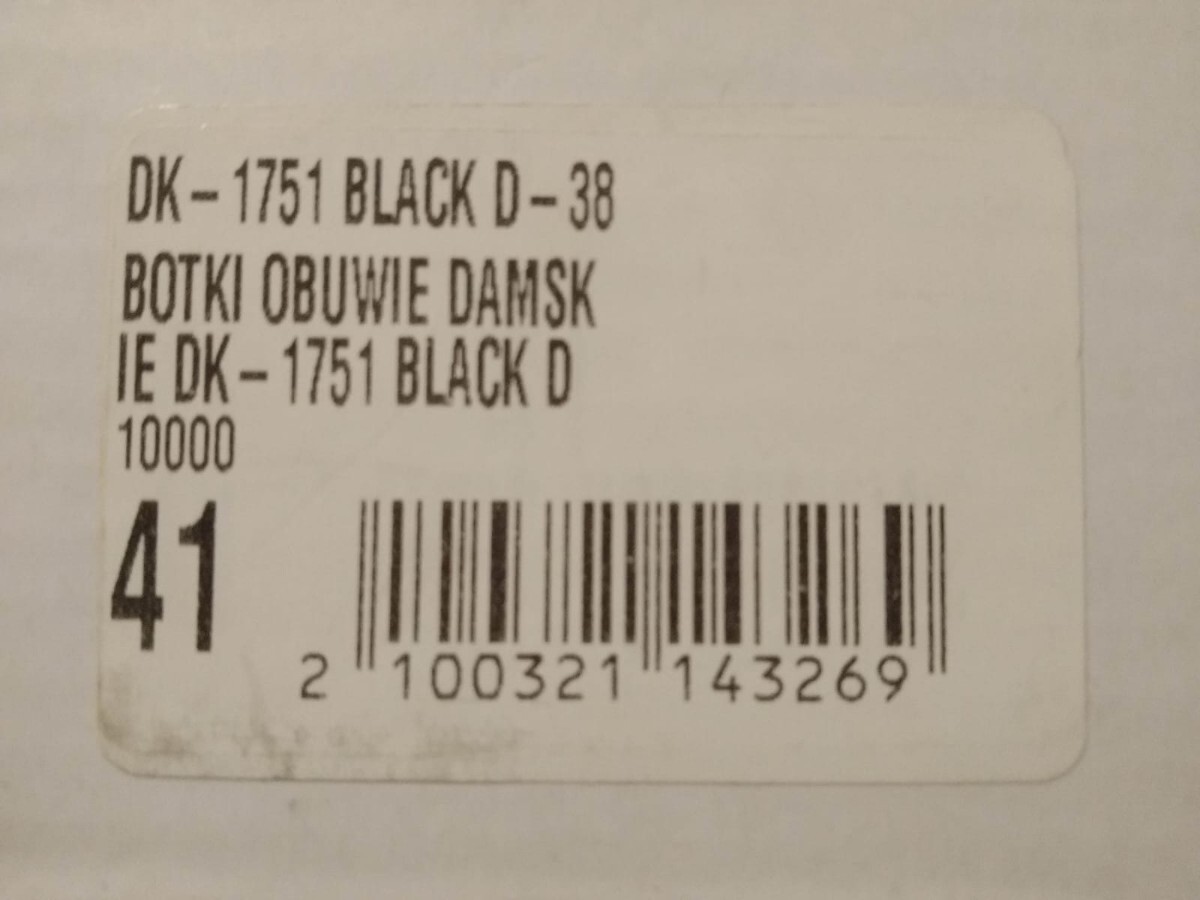 DK-1751 BLACK D-38
BOTKI OBUWIE DAMSK
IE DK-1751 BLACK D
10000
41
2 100321 143269